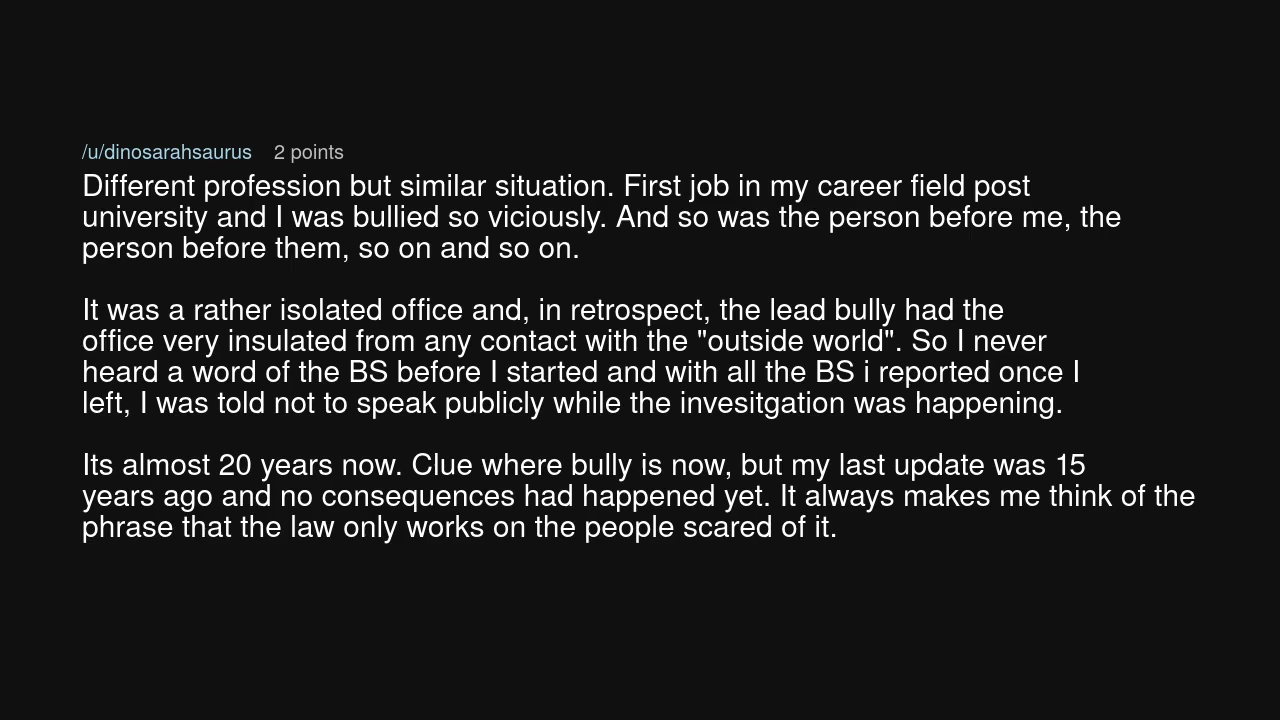 /u/dinosarahsaurus 2 points
Different profession but similar situation. First job in my career field post
university and I was bullied so viciously. And so was the person before me, the
person before them, so on and so on.
It was a rather isolated office and, in retrospect, the lead bully had the
office very insulated from any contact with the "outside world". So I never
heard a word of the BS before I started and with all the BS i reported once I
left, I was told not to speak publicly while the invesitgation was happening.
Its almost 20 years now. Clue where bully is now, but my last update was 15
years ago and no consequences had happened yet. It always makes me think of the
phrase that the law only works on the people scared of it.